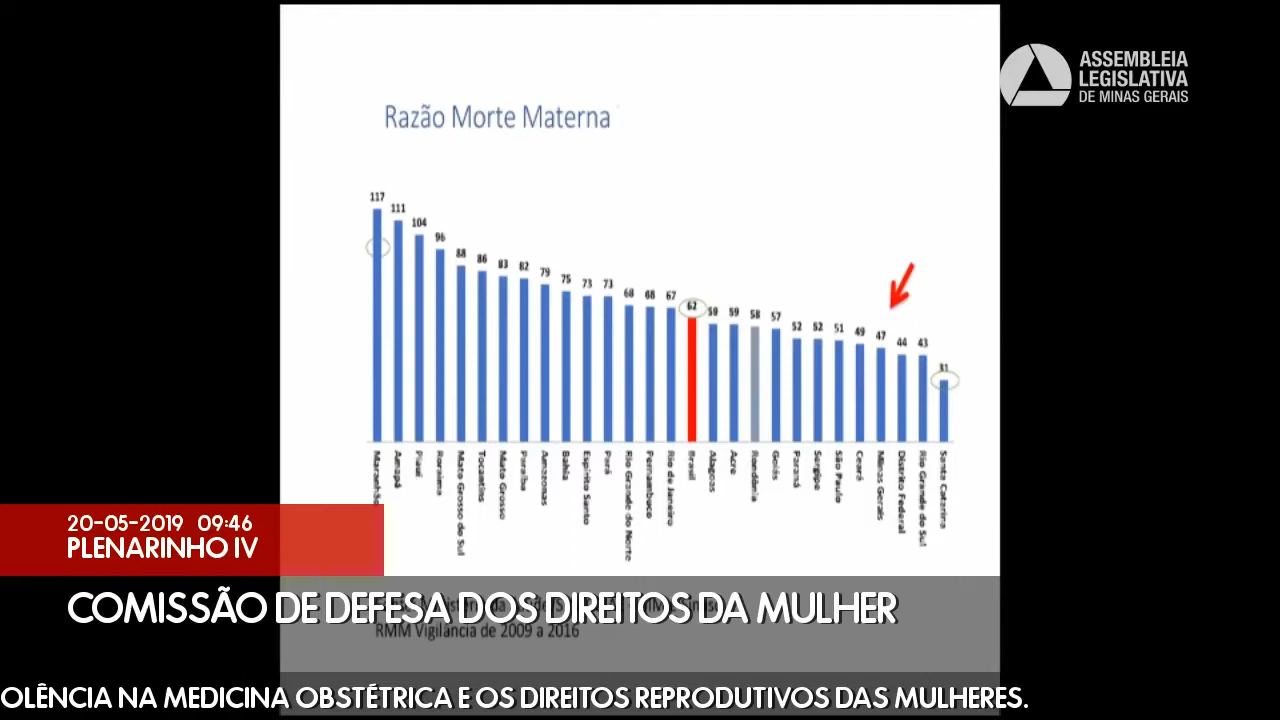 ASSEMBLEIA
LEGISLATIVA
DE MINAS GERAIS
Razão Morte Materna
117
111
104
96
88
86
83
82
79
75
73
73
68
68
67
62
59
59
58
57
52
52
51
49
47
44
43
31
Maranhão
Amapá
Piauí
Roraima
Mato Grosso do Sul
Tocantins
Mato Grosso
Paraíba
Amazonas
Bahia
Espírito Santo
Pará
Rio Grande do Norte
Pernambuco
Rio de Janeiro
Brasil
Alagoas
Acre
Rondônia
Goiás
Paraná
Sergipe
São Paulo
Ceará
Minas Gerais
Distrito Federal
Rio Grande do Sul
Santa Catarina
20-05-2019 09:46
PLENARINHO IV
COMISSÃO DE DEFESA DOS DIREITOS DA MULHER
RMM Vigilância de 2009 a 2016
OLÊNCIA NA MEDICINA OBSTÉTRICA E OS DIREITOS REPRODUTIVOS DAS MULHERES.